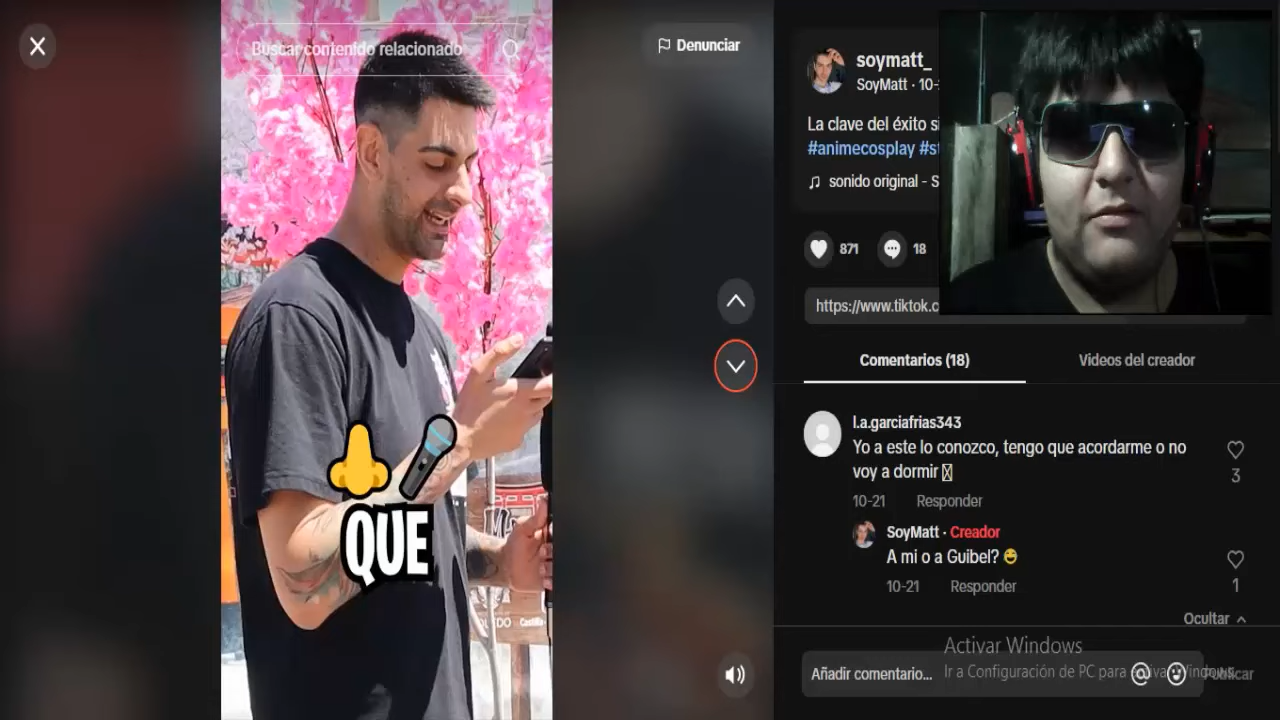 Buscar contenido relacionado
Denunciar
QUE
soymatt_
SoyMatt · 10-
La clave del éxito si
#animecosplay #st
sonido original - S
871
18
https://www.tiktok.c
Comentarios (18)
Videos del creador
l.a.garciafrias343
Yo a este lo conozco, tengo que acordarme o no
voy a dormir
3
10-21 Responder
SoyMatt · Creador
A mi o a Guibel?
1
10-21 Responder
Ocultar
Activar Windows
Ir a Configuración de PC para activar Windows.
Añadir comentario...
Publicar